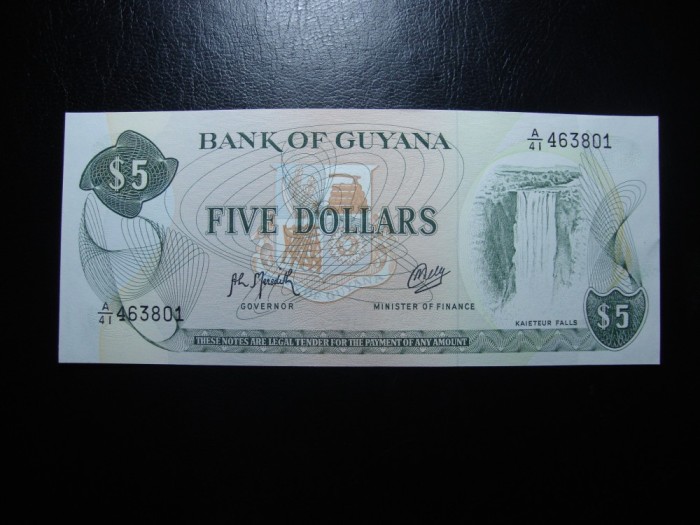 BANK OF GUYANA
A/41 463801
$5
FIVE DOLLARS
GUYANA
GOVERNOR
MINISTER OF FINANCE
A/41 463801
KAIETEUR FALLS
$5
THESE NOTES ARE LEGAL TENDER FOR THE PAYMENT OF ANY AMOUNT